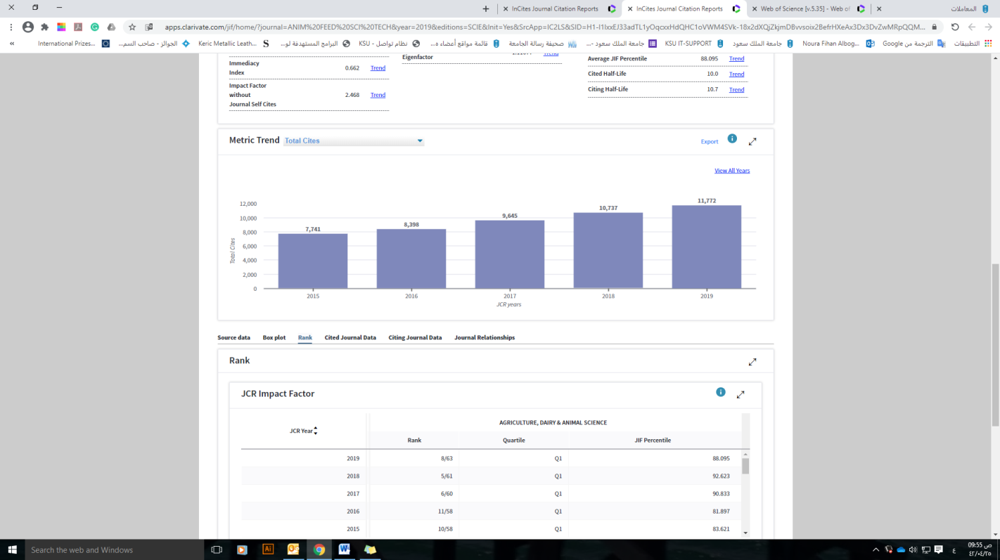 InCites Journal Citation Reports
InCites Journal Citation Reports
Web of Science [v.5.35] - Web of
المعاملات
apps.clarivate.com/jif/home/?journal=ANIM%20FEED%20SCI%20TECH&year=2019&editions=SCIE&Init=Yes&SrcApp=IC2LS&SID=H1-I1IxxEJ33adTL1yOqcxxHdQHC1oVWM4SVk-18x2dXQjZkjmDBvvsoix2BefrHXeAx3Dx3DvZwMRpQQM...
International Prizes...
الجوائز - صاحب السم...
Keric Metallic Leath...
البرامج المستهدفة لو...
نظام تواصل - KSU
قائمة مواقع أعضاء ه...
صحيفة رسالة الجامعة
جامعة الملك سعود -...
KSU IT-SUPPORT
جامعة الملك سعود
Noura Fihan Albog...
الترجمة من Google
التطبيقات
Immediacy
Index
0.662 Trend
Impact Factor
without
Journal Self Cites
2.468 Trend
Eigenfactor
Trend
Average JIF Percentile 88.095 Trend
Cited Half-Life 10.0 Trend
Citing Half-Life 10.7 Trend
Metric Trend Total Cites
Export
View All Years
12,000
10,000
8,000
6,000
4,000
2,000
0
Total Cites
7,741
8,398
9,645
10,737
11,772
2015 2016 2017 2018 2019
JCR years
Source data Box plot Rank Cited Journal Data Citing Journal Data Journal Relationships
Rank
JCR Impact Factor
JCR Year
AGRICULTURE, DAIRY & ANIMAL SCIENCE
Rank Quartile JIF Percentile
2019 8/63 Q1 88.095
2018 5/61 Q1 92.623
2017 6/60 Q1 90.833
2016 11/58 Q1 81.897
2015 10/58 Q1 83.621
Search the web and Windows
Ai
ع
09:55 ص
٤٢/٠٤/٢٥